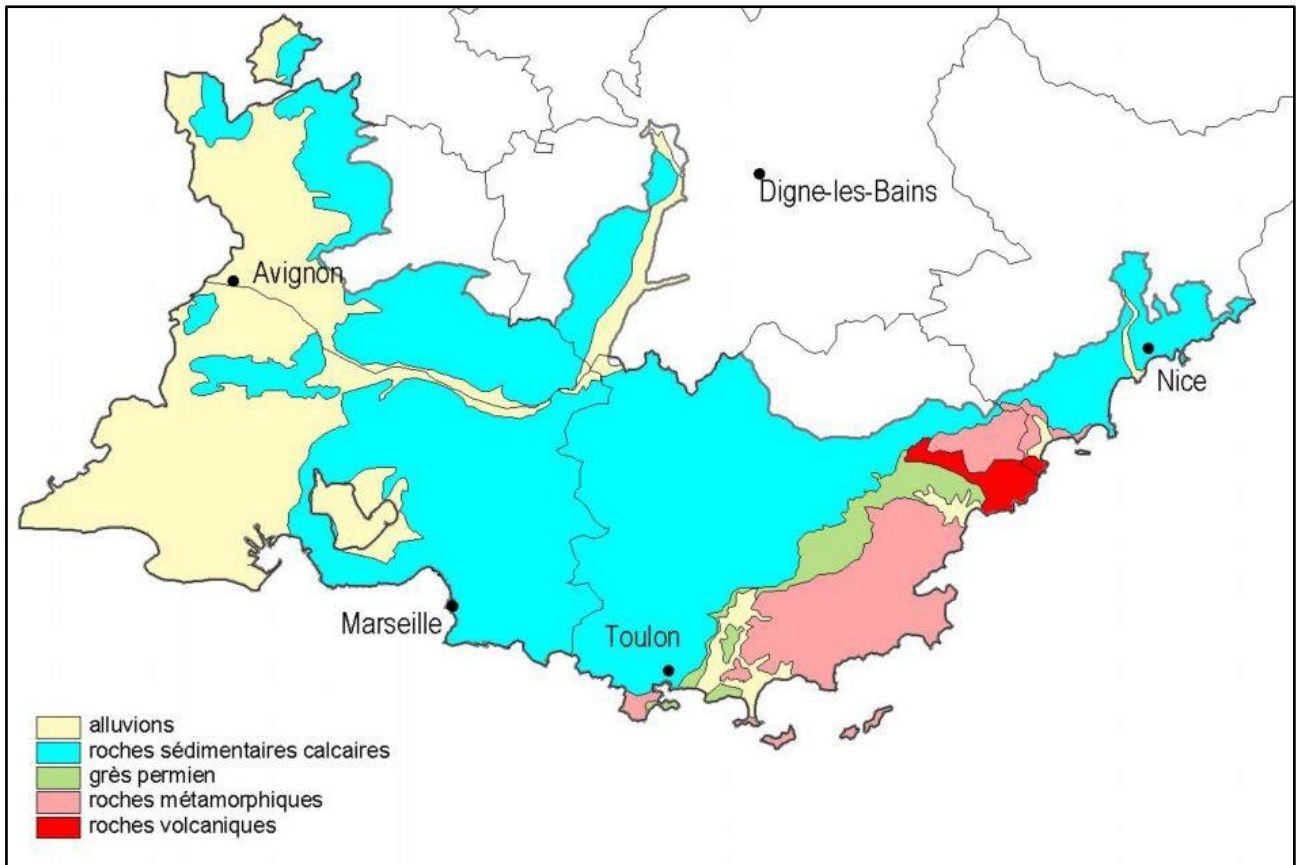 Digne-les-Bains
Avignon
Nice
Marseille
Toulon
alluvions
roches sédimentaires calcaires
grès permien
roches métamorphiques
roches volcaniques